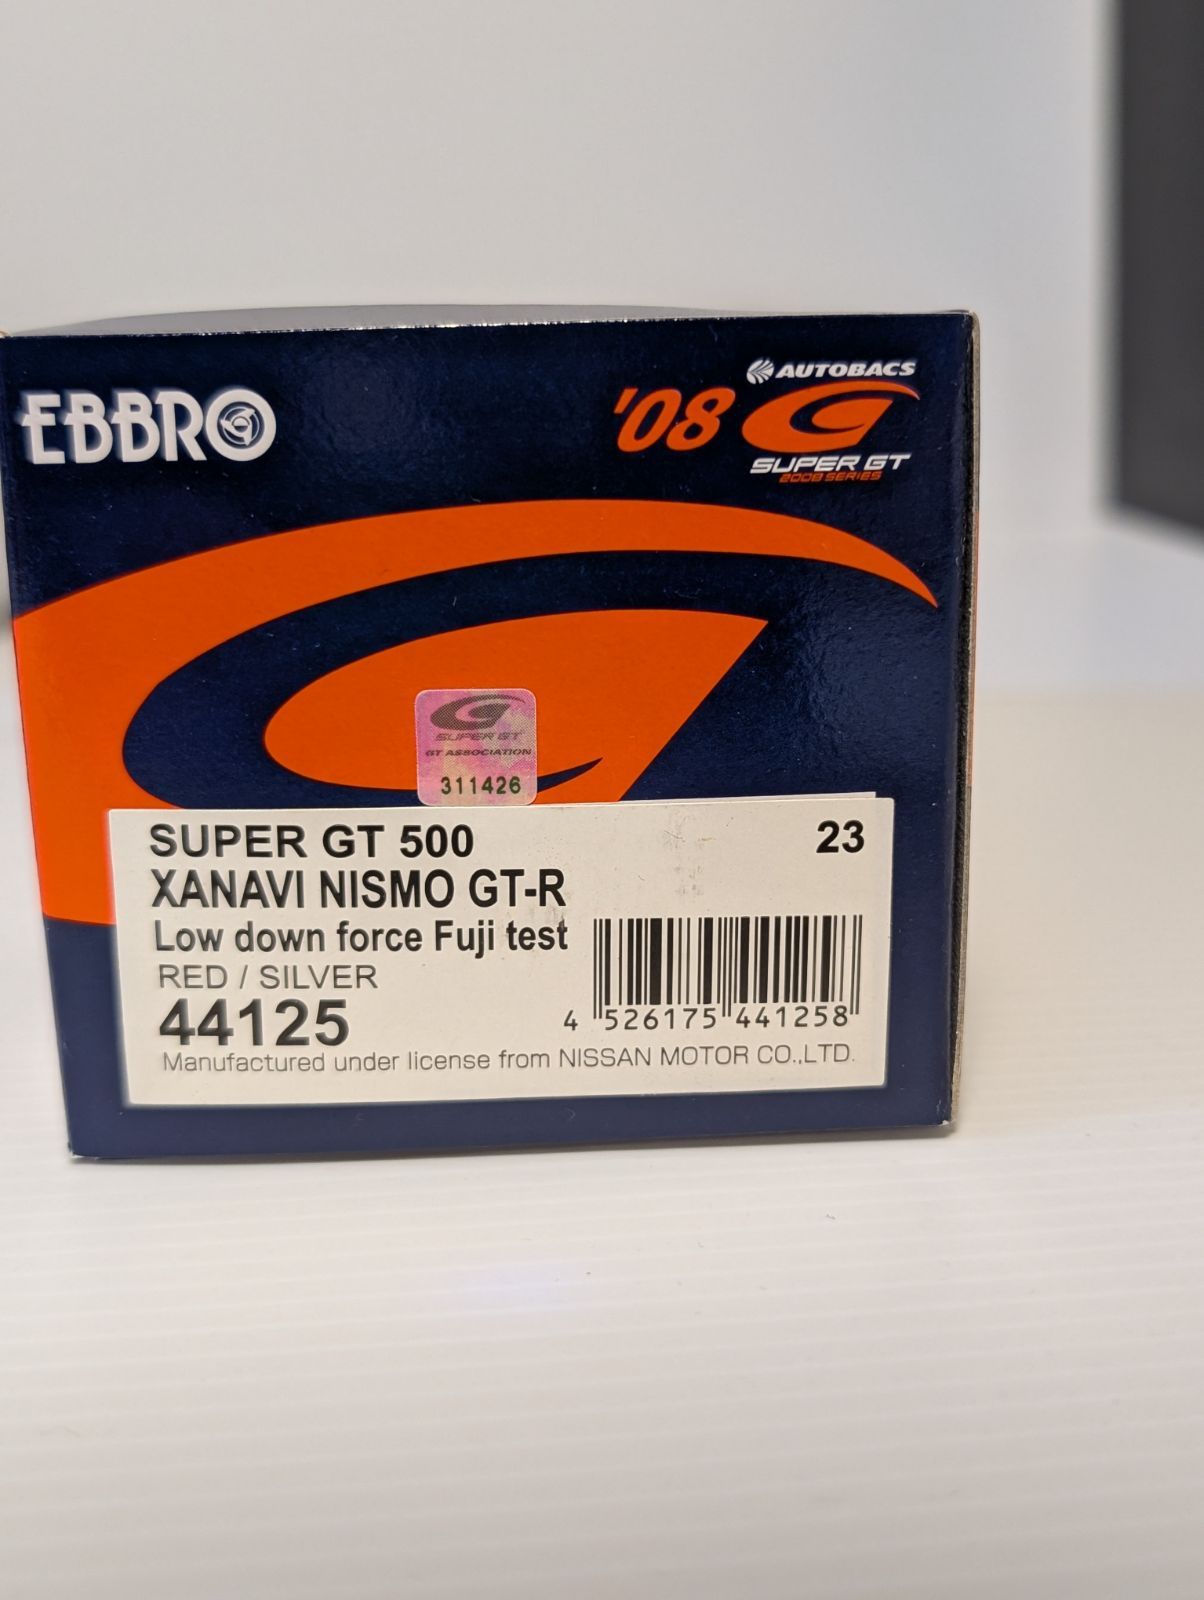 EBBRO
'08
AUTOBACS
SUPER GT
2008 SERIES
SUPER GT
GT ASSOCIATION
311426
SUPER GT 500
23
XANAVI NISMO GT-R
Low down force Fuji test
RED / SILVER
44125
4 526175 441258
Manufactured under license from NISSAN MOTOR CO.,LTD.